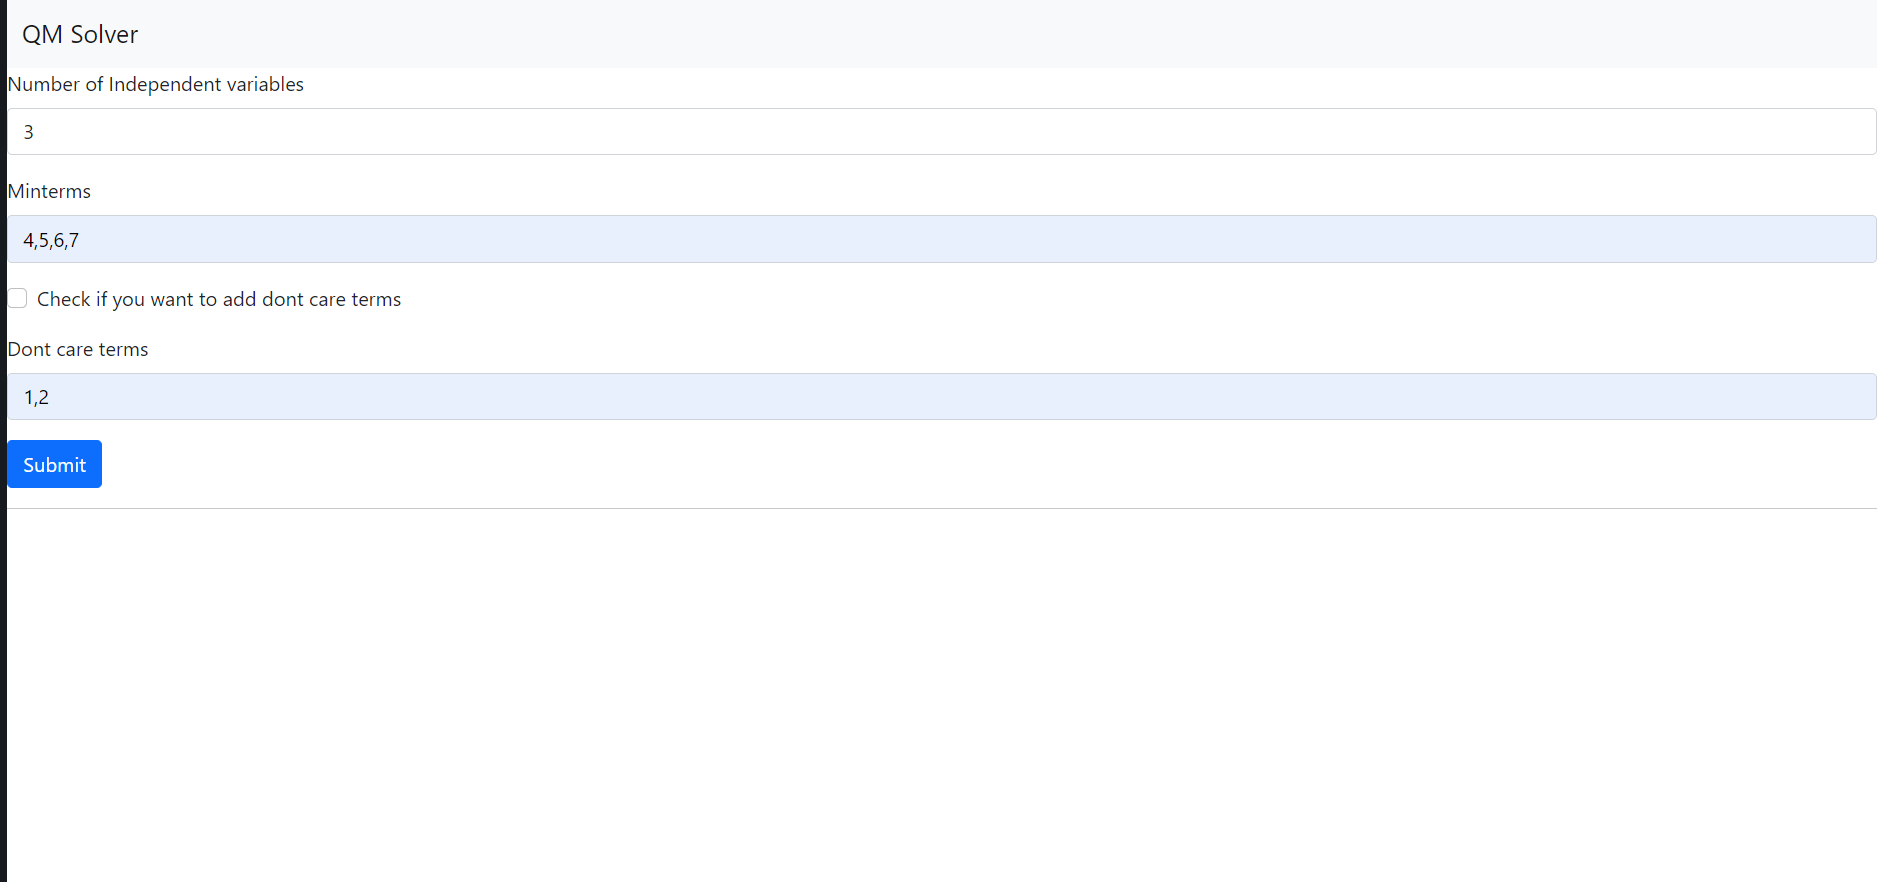 QM Solver
Number of Independent variables
3
Minterms
4,5,6,7
Check if you want to add dont care terms
Dont care terms
1,2
Submit